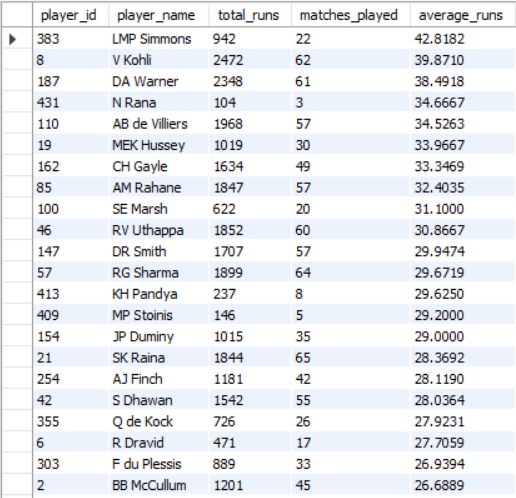 player_id player_name total_runs matches_played average_runs
383 LMP Simmons 942 22 42.8182
8 V Kohli 2472 62 39.8710
187 DA Warner 2348 61 38.4918
431 N Rana 104 3 34.6667
110 AB de Villiers 1968 57 34.5263
19 MEK Hussey 1019 30 33.9667
162 CH Gayle 1634 49 33.3469
85 AM Rahane 1847 57 32.4035
100 SE Marsh 622 20 31.1000
46 RV Uthappa 1852 60 30.8667
147 DR Smith 1707 57 29.9474
57 RG Sharma 1899 64 29.6719
413 KH Pandya 237 8 29.6250
409 MP Stoinis 146 5 29.2000
154 JP Duminy 1015 35 29.0000
21 SK Raina 1844 65 28.3692
254 AJ Finch 1181 42 28.1190
42 S Dhawan 1542 55 28.0364
355 Q de Kock 726 26 27.9231
6 R Dravid 471 17 27.7059
303 F du Plessis 889 33 26.9394
2 BB McCullum 1201 45 26.6889